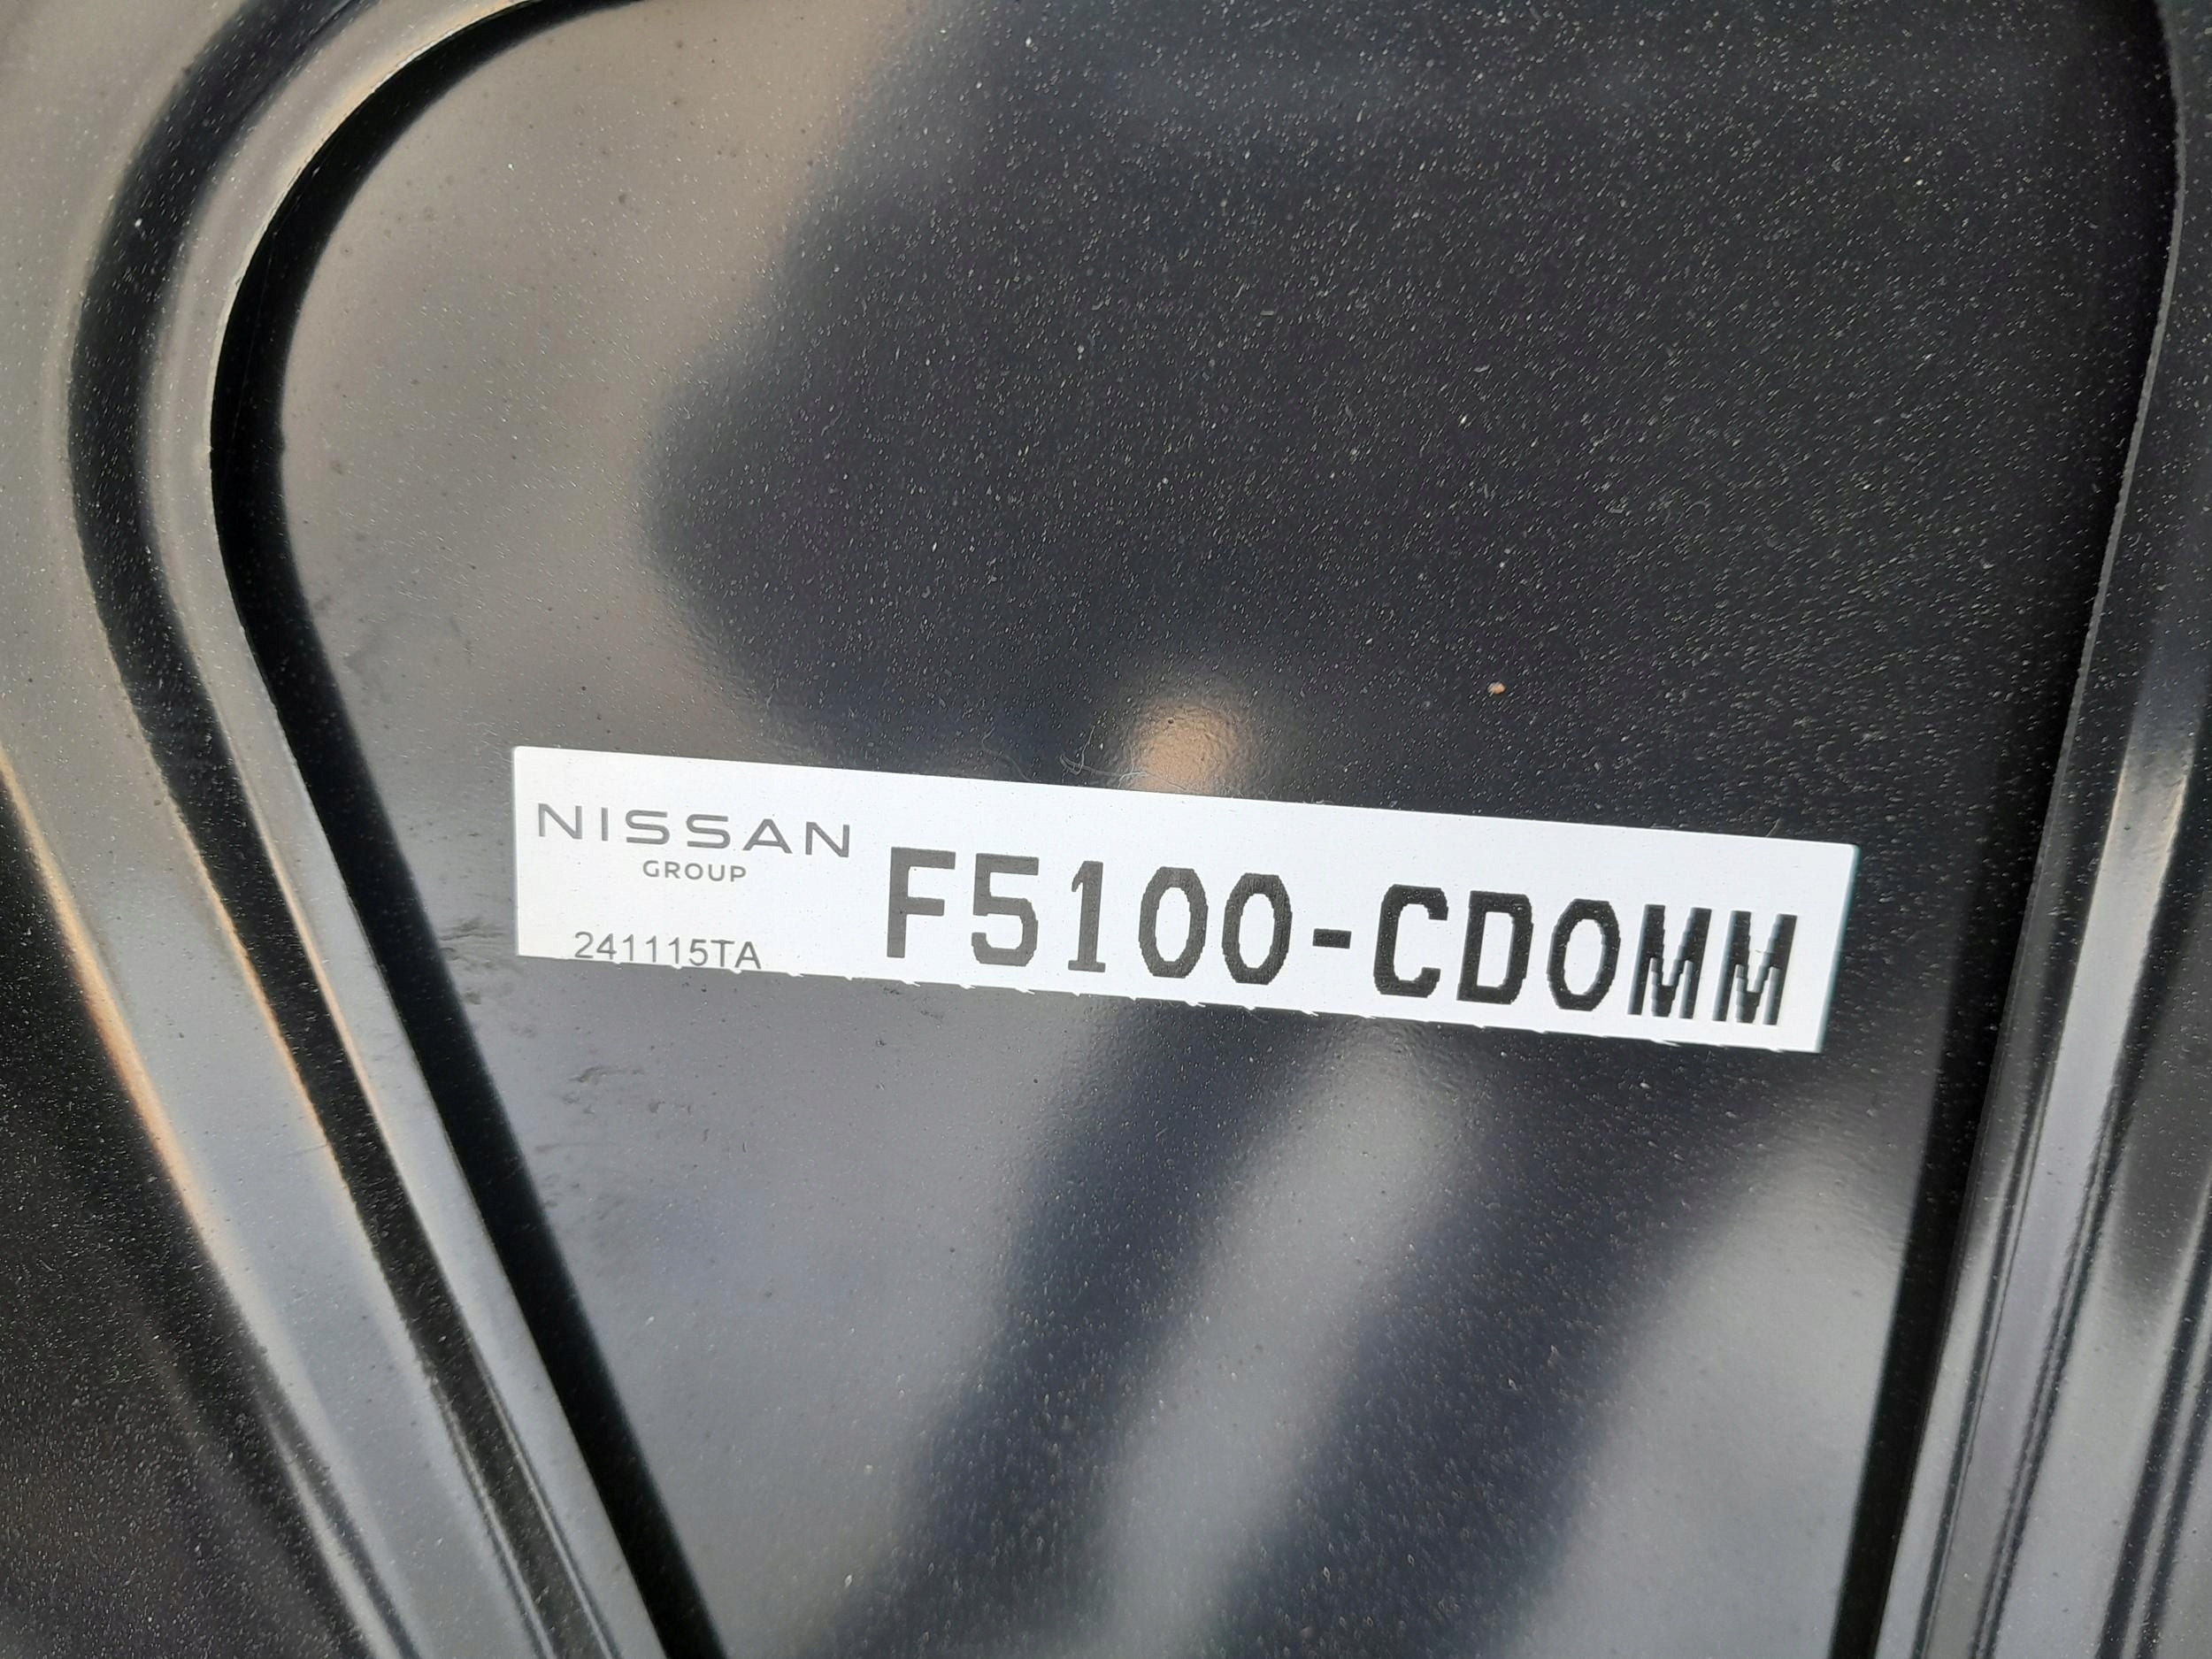 NISSAN
GROUP
F5100-CD0MM
241115TA